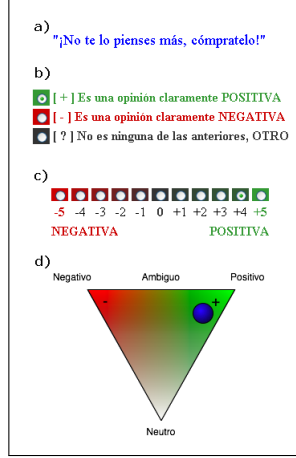 a)
"¡No te lo pienses más, cómpratelo!"
b)
[ + ] Es una opinión claramente POSITIVA
[ - ] Es una opinión claramente NEGATIVA
[ ? ] No es ninguna de las anteriores, OTRO
c)
-5 -4 -3 -2 -1 0 +1 +2 +3 +4 +5
NEGATIVA POSITIVA
d)
Negativo Ambiguo Positivo
- +
Neutro